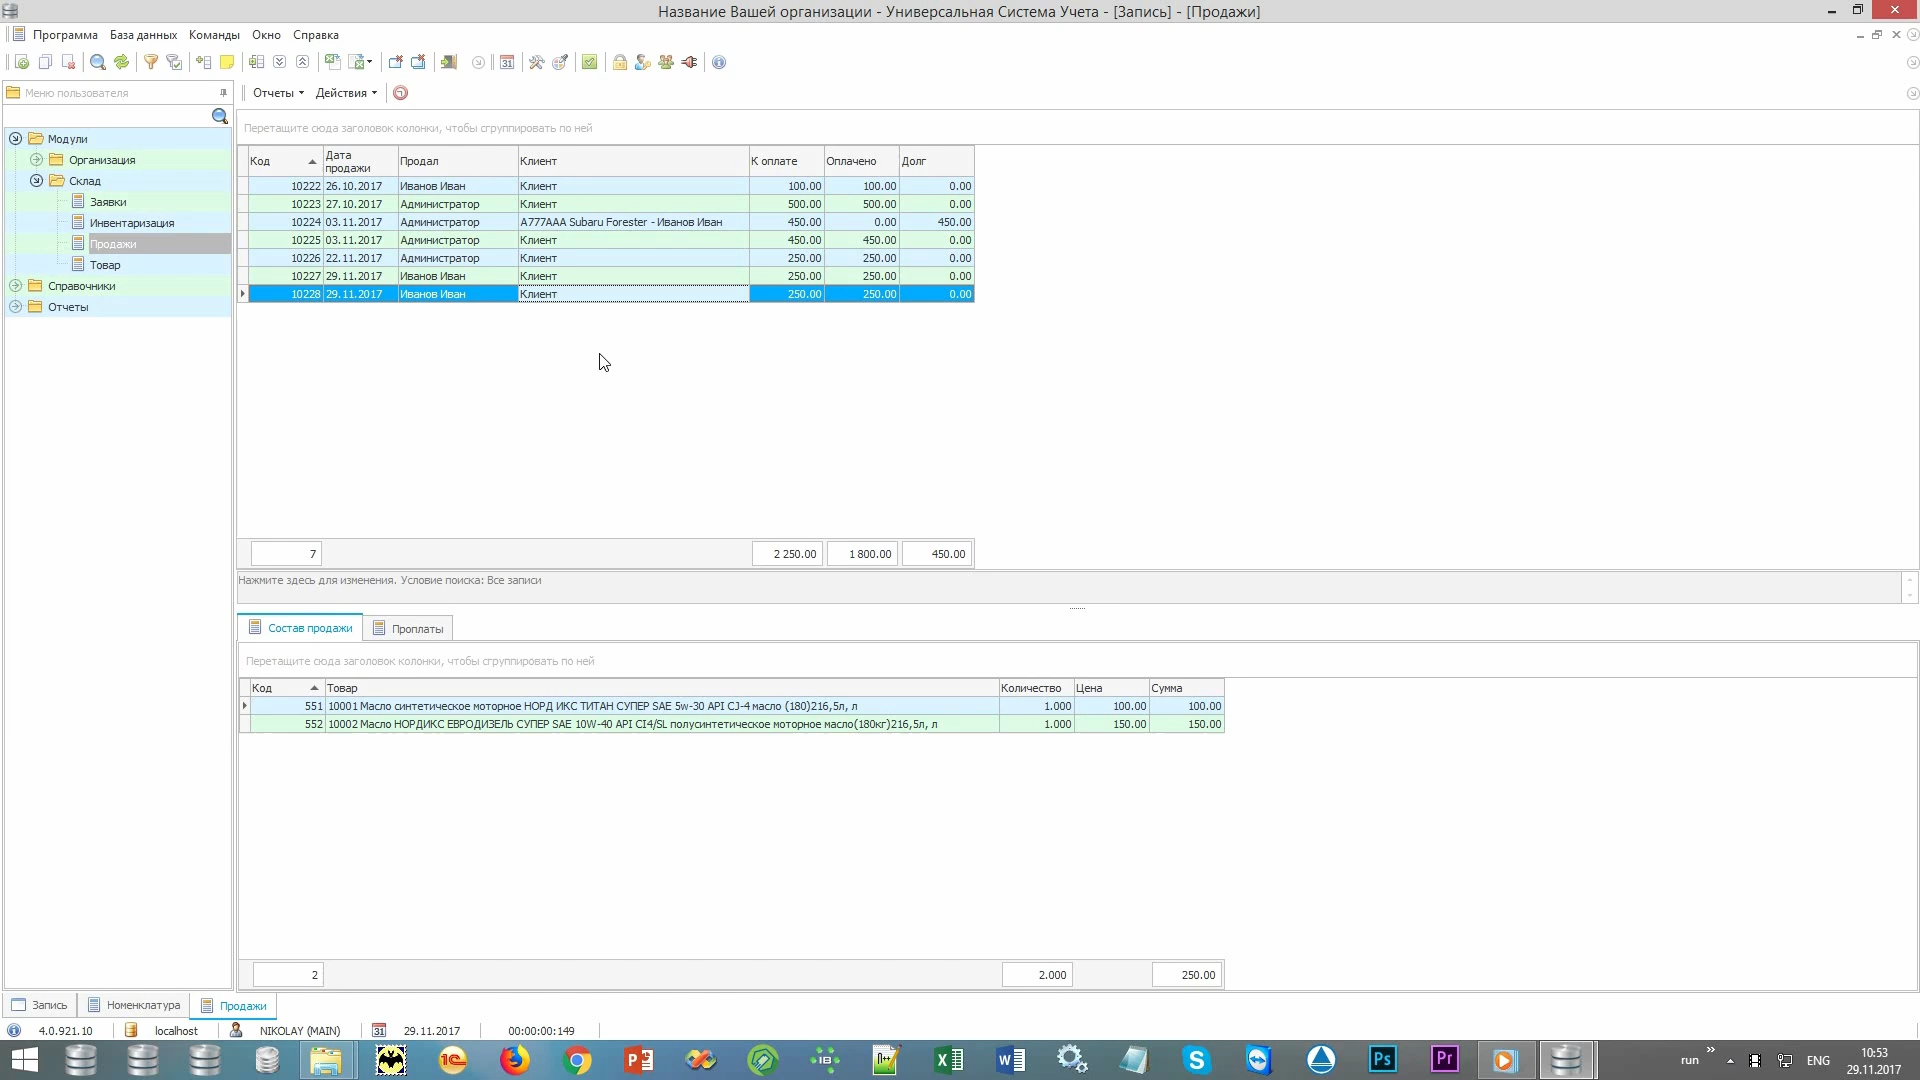 Название Вашей организации - Универсальная Система Учета - [Запись] - [Продажи]
Программа База данных Команды Окно Справка
Меню пользователя
Отчеты Действия
Модули
Организация
Склад
Заявки
Инвентаризация
Продажи
Товар
Справочники
Отчеты
Перетащите сюда заголовок колонки, чтобы сгруппировать по ней
Код Дата продажи Продал Клиент К оплате Оплачено Долг
10222 26.10.2017 Иванов Иван Клиент 100.00 100.00 0.00
10223 27.10.2017 Администратор Клиент 500.00 500.00 0.00
10224 03.11.2017 Администратор А777ААА Subaru Forester - Иванов Иван 450.00 0.00 450.00
10225 03.11.2017 Администратор Клиент 450.00 450.00 0.00
10226 22.11.2017 Администратор Клиент 250.00 250.00 0.00
10227 29.11.2017 Иванов Иван Клиент 250.00 250.00 0.00
10228 29.11.2017 Иванов Иван Клиент 250.00 250.00 0.00
7 2 250.00 1 800.00 450.00
Нажмите здесь для изменения. Условие поиска: Все записи
Состав продажи Проплаты
Перетащите сюда заголовок колонки, чтобы сгруппировать по ней
Код Товар Количество Цена Сумма
551 10001 Масло синтетическое моторное НОРД ИКС ТИТАН СУПЕР SAE 5w-30 API CJ-4 масло (180)216,5л, л 1.000 100.00 100.00
552 10002 Масло НОРДИКС ЕВРОДИЗЕЛЬ СУПЕР SAE 10W-40 API CI4/SL полусинтетическое моторное масло(180кг)216,5л, л 1.000 150.00 150.00
2 2.000 250.00
Запись Номенклатура Продажи
4.0.921.10 localhost NIKOLAY (MAIN) 31 29.11.2017 00:00:00:149
run ENG 10:53
29.11.2017